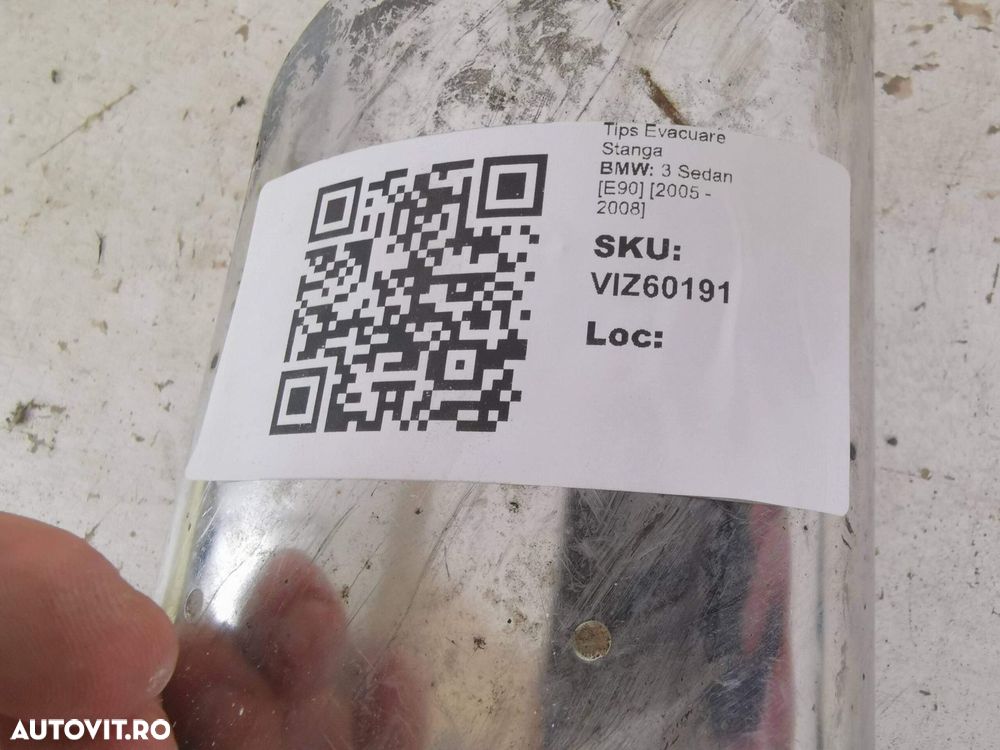 Tips Evacuare
Stanga
BMW: 3 Sedan
[E90] [2005 -
2008]
SKU:
VIZ60191
Loc:
AUTOVIT.RO